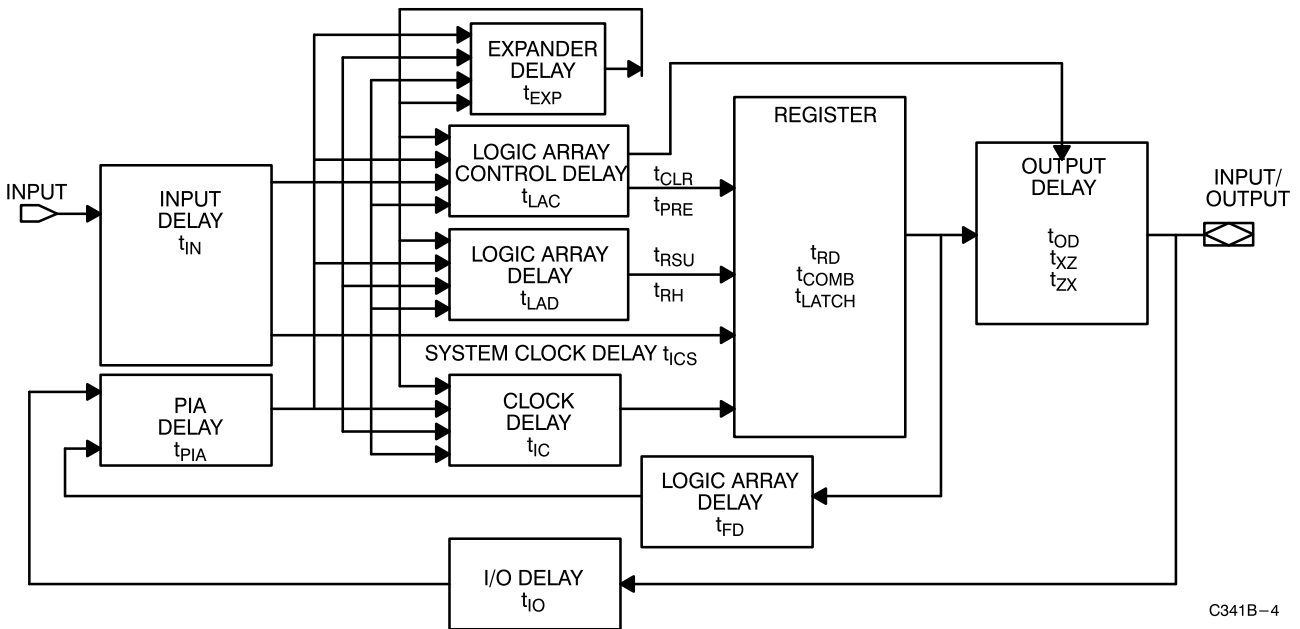 EXPANDER
DELAY
tEXP
REGISTER
LOGIC ARRAY
CONTROL DELAY
tLAC
tCLR
tPRE
OUTPUT
DELAY
tOD
tXZ
tZX
INPUT/
OUTPUT
INPUT
INPUT
DELAY
tIN
LOGIC ARRAY
DELAY
tLAD
tRSU
tRH
tRD
tCOMB
tLATCH
SYSTEM CLOCK DELAY tICS
PIA
DELAY
tPIA
CLOCK
DELAY
tIC
LOGIC ARRAY
DELAY
tFD
I/O DELAY
tIO
C341B−4